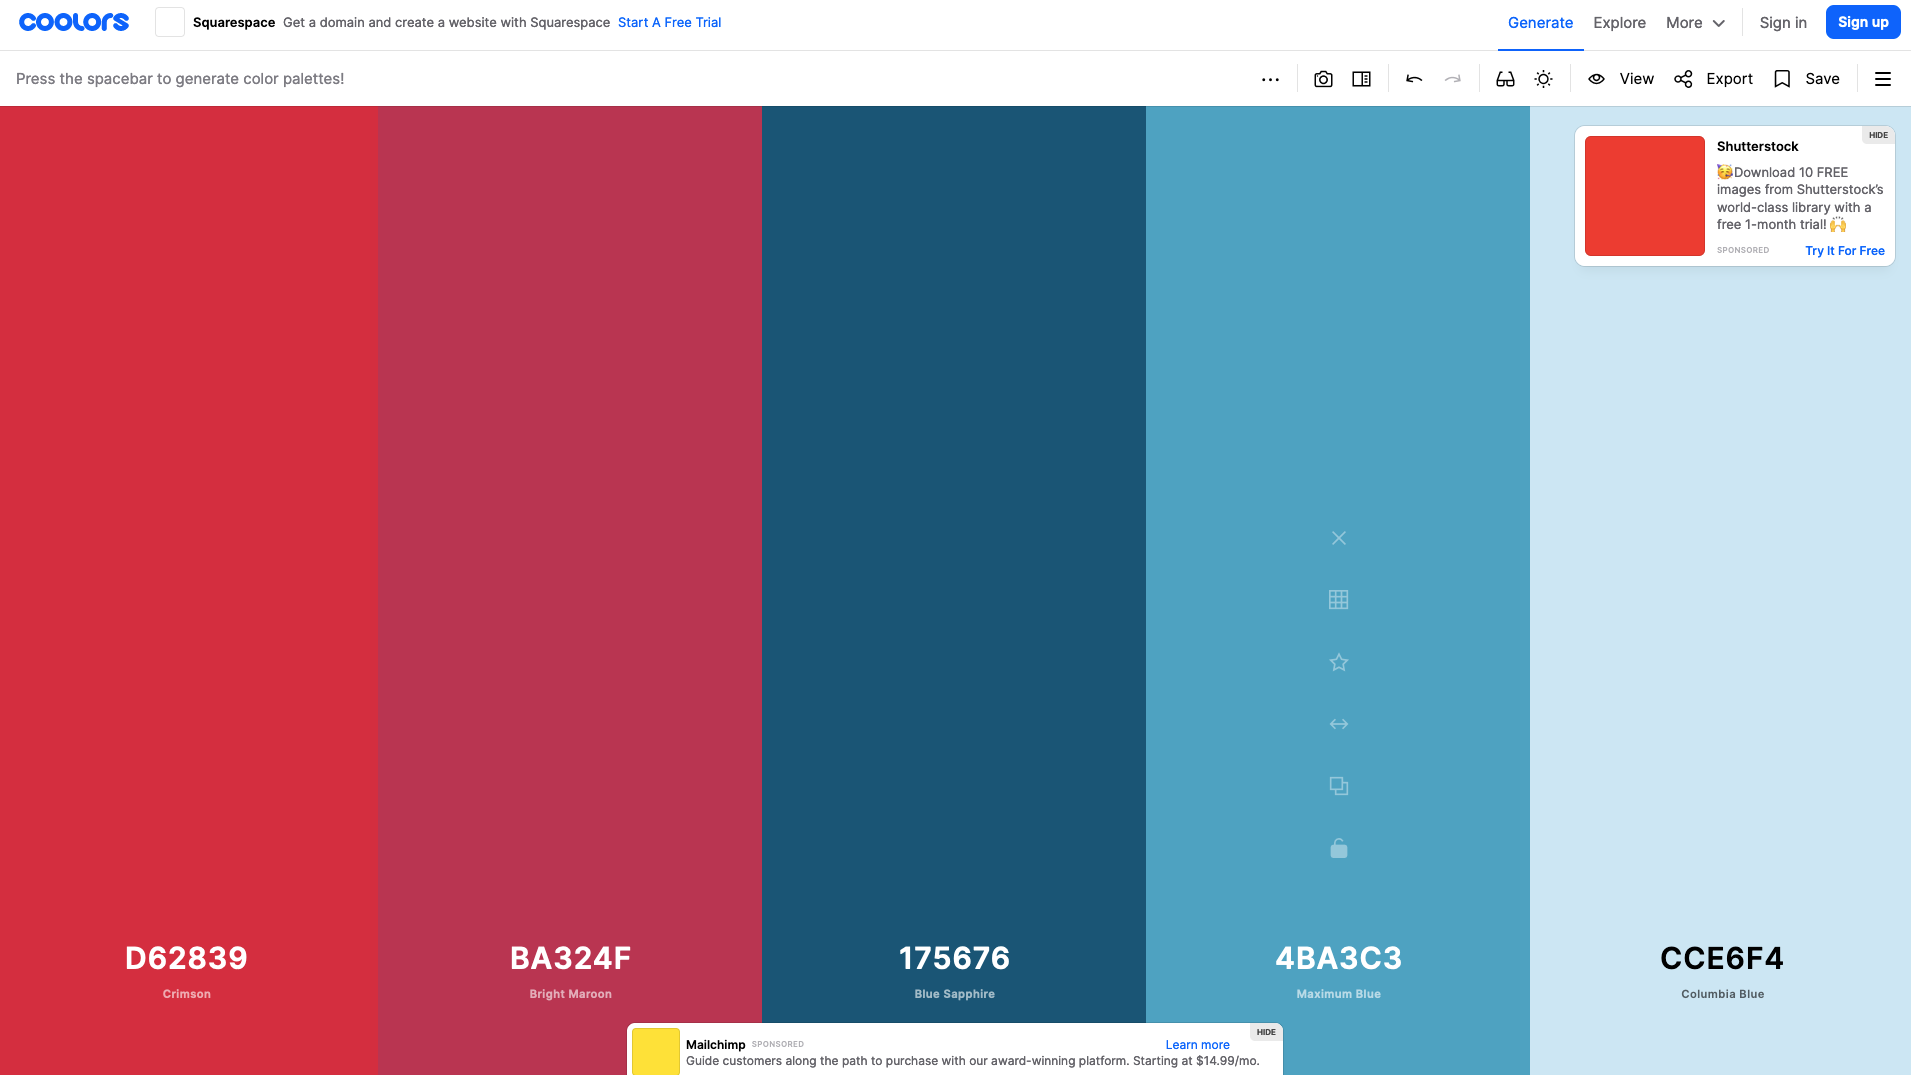 coolors
Squarespace Get a domain and create a website with Squarespace Start A Free Trial
Generate Explore More Sign in Sign up
Press the spacebar to generate color palettes!
View Export Save
HIDE
Shutterstock
🥳Download 10 FREE
images from Shutterstock's
world-class library with a
free 1-month trial! 🙌
SPONSORED Try It For Free
D62839
Crimson
BA324F
Bright Maroon
175676
Blue Sapphire
4BA3C3
Maximum Blue
CCE6F4
Columbia Blue
HIDE
Mailchimp SPONSORED Learn more
Guide customers along the path to purchase with our award-winning platform. Starting at $14.99/mo.